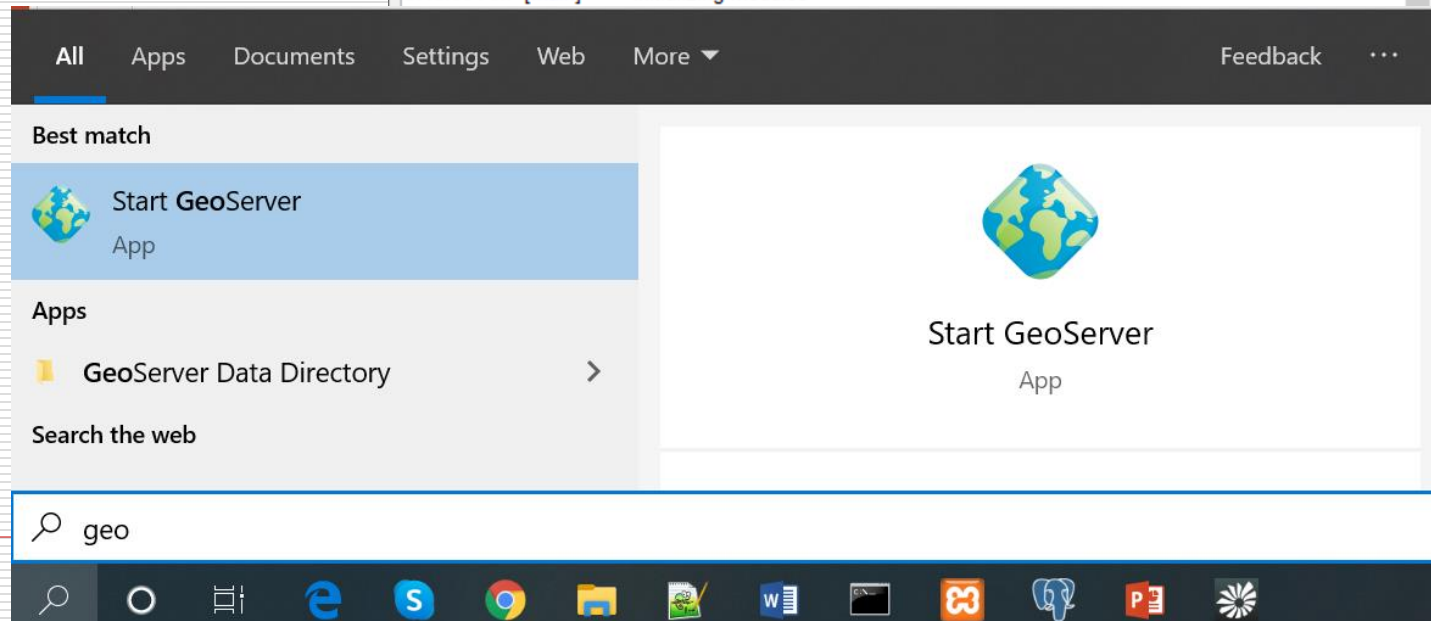 All Apps Documents Settings Web More Feedback ...
Best match
Start GeoServer
App
Apps
GeoServer Data Directory
Search the web
Start GeoServer
App
geo